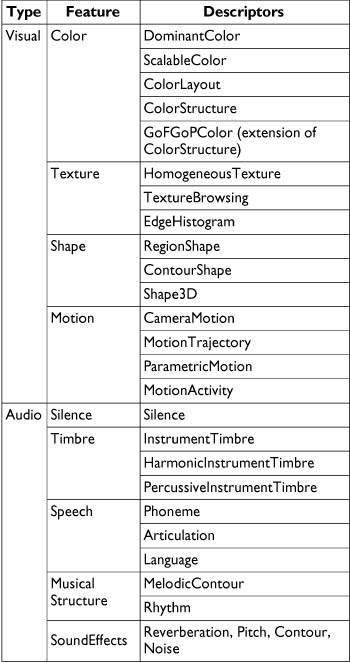 Type Feature Descriptors
Visual Color DominantColor
ScalableColor
ColorLayout
ColorStructure
GoFGoPColor (extension of
ColorStructure)
Texture HomogeneousTexture
TextureBrowsing
EdgeHistogram
Shape RegionShape
ContourShape
Shape3D
Motion CameraMotion
MotionTrajectory
ParametricMotion
MotionActivity
Audio Silence Silence
Timbre InstrumentTimbre
HarmonicInstrumentTimbre
PercussiveInstrumentTimbre
Speech Phoneme
Articulation
Language
Musical MelodicContour
Structure Rhythm
SoundEffects Reverberation, Pitch, Contour,
Noise